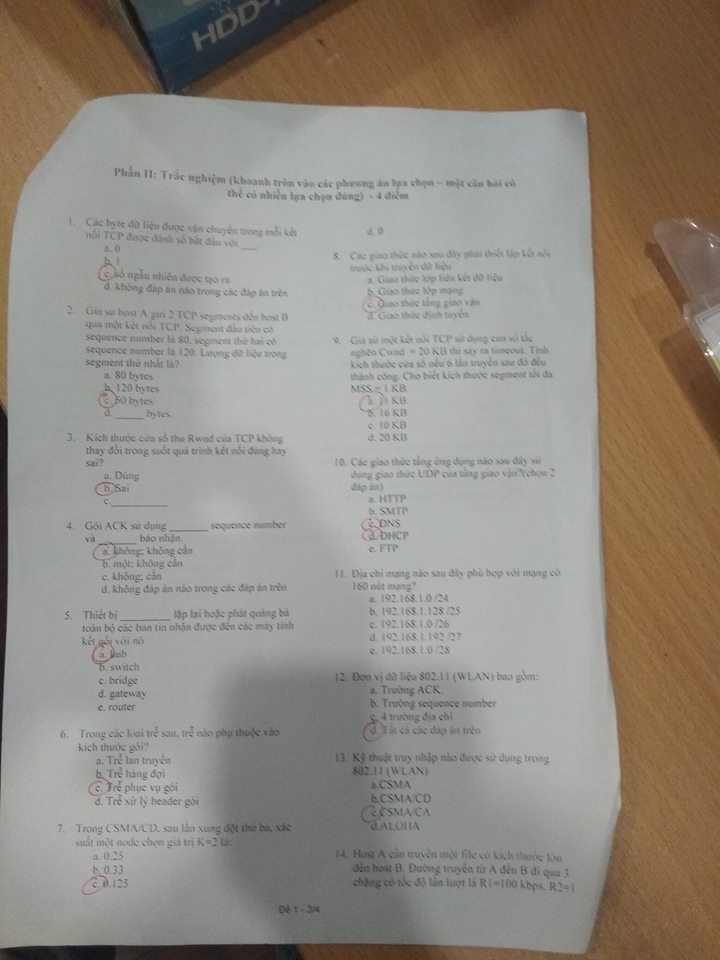 HDD-
Phần II: Trắc nghiệm (khoanh tròn vào các phương án lựa chọn – một câu hỏi có
thể có nhiều lựa chọn đúng) - 4 điểm
1. Các byte dữ liệu được vận chuyển trong mỗi kết
nối TCP được đánh số bắt đầu với ___.
a. 0
b. 1
c. số ngẫu nhiên được tạo ra
d. không đáp án nào trong các đáp án trên
2. Giả sử host A gửi 2 TCP segments đến host B
qua một kết nối TCP. Segment đầu tiên có
sequence number là 80, segment thứ hai có
sequence number là 120. Lượng dữ liệu trong
segment thứ nhất là?
a. 80 bytes
b. 120 bytes
c. 50 bytes
d. _____ bytes.
3. Kích thước cửa sổ thu Rwnd của TCP không
thay đổi trong suốt quá trình kết nối đúng hay
sai?
a. Đúng
b. Sai
c.__________
4. Gói ACK sử dụng _______ sequence number
và _______ báo nhận.
a. không; không cần
b. một; không cần
c. không; cần
d. không đáp án nào trong các đáp án trên
5. Thiết bị _________ lặp lại hoặc phát quảng bá
toàn bộ các bản tin nhận được đến các máy tính
kết nối với nó
a. Hub
b. switch
c. bridge
d. gateway
e. router
6. Trong các loại trễ sau, trễ nào phụ thuộc vào
kích thước gói?
a. Trễ lan truyền
b. Trễ hàng đợi
c. Trễ phục vụ gói
d. Trễ xử lý header gói
7. Trong CSMA/CD, sau lần xung đột thứ ba, xác
suất một node chọn giá trị K=2 là:
a. 0.25
b. 0.33
c. 0.125
d. 0
8. Các giao thức nào sau đây phải thiết lập kết nối
trước khi truyền dữ liệu
a. Giao thức lớp liên kết dữ liệu
b. Giao thức lớp mạng
c. Giao thức tầng giao vận
d. Giao thức định tuyến
9. Giả sử một kết nối TCP sử dụng cửa sổ tắc
nghẽn Cwnd = 20 KB thì sảy ra timeout. Tính
kích thước cửa sổ nếu 6 lần truyền sau đó đều
thành công. Cho biết kích thước segment tối đa
MSS = 1 KB.
a. 11 KB
b. 16 KB
c. 10 KB
d. 20 KB
10. Các giao thức tầng ứng dụng nào sau đây sử
dụng giao thức UDP của tầng giao vận?(chọn 2
đáp án)
a. HTTP
b. SMTP
c. DNS
d. DHCP
e. FTP
11. Địa chỉ mạng nào sau đây phù hợp với mạng có
160 nút mạng?
a. 192.168.1.0 /24
b. 192.168.1.128 /25
c. 192.168.1.0 /26
d. 192.168.1.192 /27
e. 192.168.1.0 /28
12. Đơn vị dữ liệu 802.11 (WLAN) bao gồm:
a. Trường ACK.
b. Trường sequence number
c. 4 trường địa chỉ
d. Tất cả các đáp án trên
13. Kỹ thuật truy nhập nào được sử dụng trong
802.11 (WLAN)
a.CSMA
b.CSMA/CD
c.CSMA/CA
d.ALOHA
14. Host A cần truyền một file có kích thước lớn
đến host B. Đường truyền từ A đến B đi qua 3
chặng có tốc độ lần lượt là R1=100 kbps, R2=1
Đề 1 - 3/4